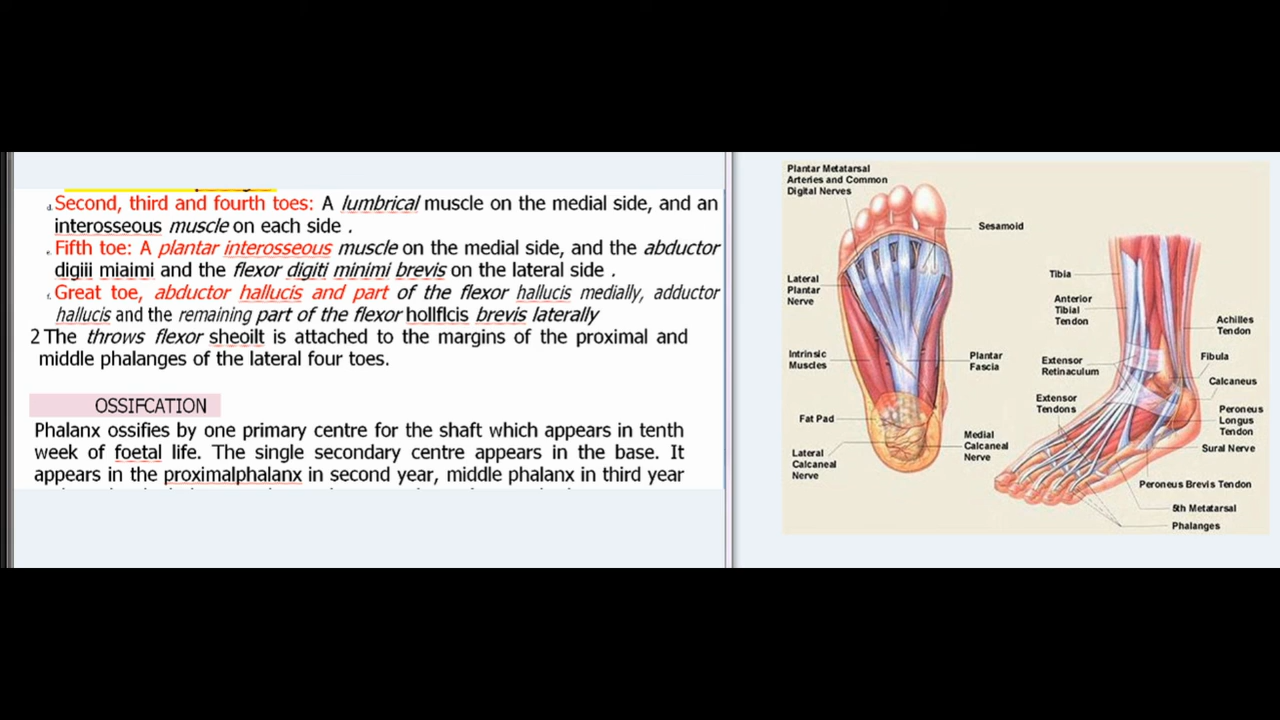 d. Second, third and fourth toes: A lumbrical muscle on the medial side, and an
interosseous muscle on each side .
e. Fifth toe: A plantar interosseous muscle on the medial side, and the abductor
digiii miaimi and the flexor digiti minimi brevis on the lateral side .
f. Great toe, abductor hallucis and part of the flexor hallucis medially, adductor
hallucis and the remaining part of the flexor hollflcis brevis laterally
2 The throws flexor sheoilt is attached to the margins of the proximal and
middle phalanges of the lateral four toes.
OSSIFCATION
Phalanx ossifies by one primary centre for the shaft which appears in tenth
week of foetal life. The single secondary centre appears in the base. It
appears in the proximalphalanx in second year, middle phalanx in third year
Plantar Metatarsal
Arteries and Common
Digital Nerves
Sesamoid
Lateral
Plantar
Nerve
Intrinsic
Muscles
Plantar
Fascia
Fat Pad
Lateral
Calcaneal
Nerve
Medial
Calcaneal
Nerve
Tibia
Anterior
Tibial
Tendon
Achilles
Tendon
Extensor
Retinaculum
Fibula
Calcaneus
Extensor
Tendons
Peroneus
Longus
Tendon
Sural Nerve
Peroneus Brevis Tendon
5th Metatarsal
Phalanges